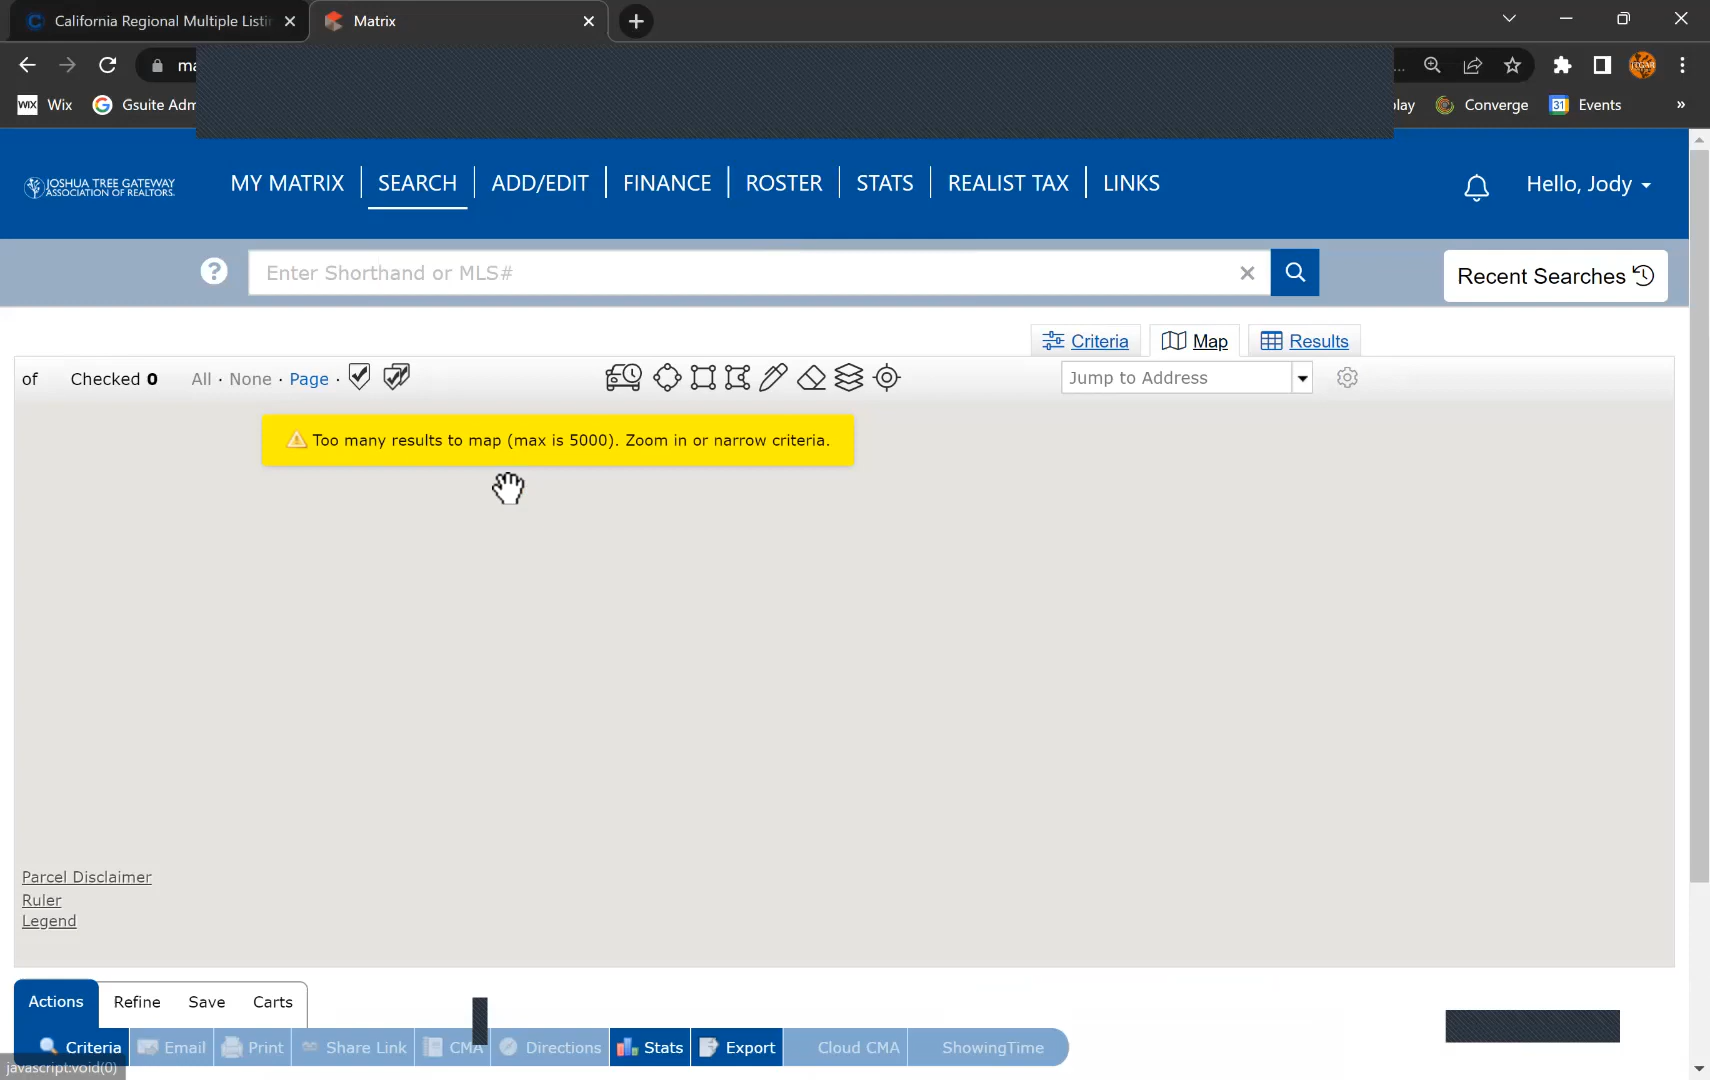 California Regional Multiple Listi
Matrix
ma
...
Wix Wix
Gsuite Adm
lay
Converge
31 Events
»
JOSHUA TREE GATEWAY
ASSOCIATION OF REALTORS.
MY MATRIX
SEARCH
ADD/EDIT
FINANCE
ROSTER
STATS
REALIST TAX
LINKS
Hello, Jody
?
Enter Shorthand or MLS#
Recent Searches
Criteria
Map
Results
of
Checked 0
All · None · Page ·
Jump to Address
Too many results to map (max is 5000). Zoom in or narrow criteria.
Parcel Disclaimer
Ruler
Legend
Actions
Refine
Save
Carts
Criteria
Email
Print
Share Link
CMA
Directions
Stats
Export
Cloud CMA
ShowingTime
javascript:void(0)